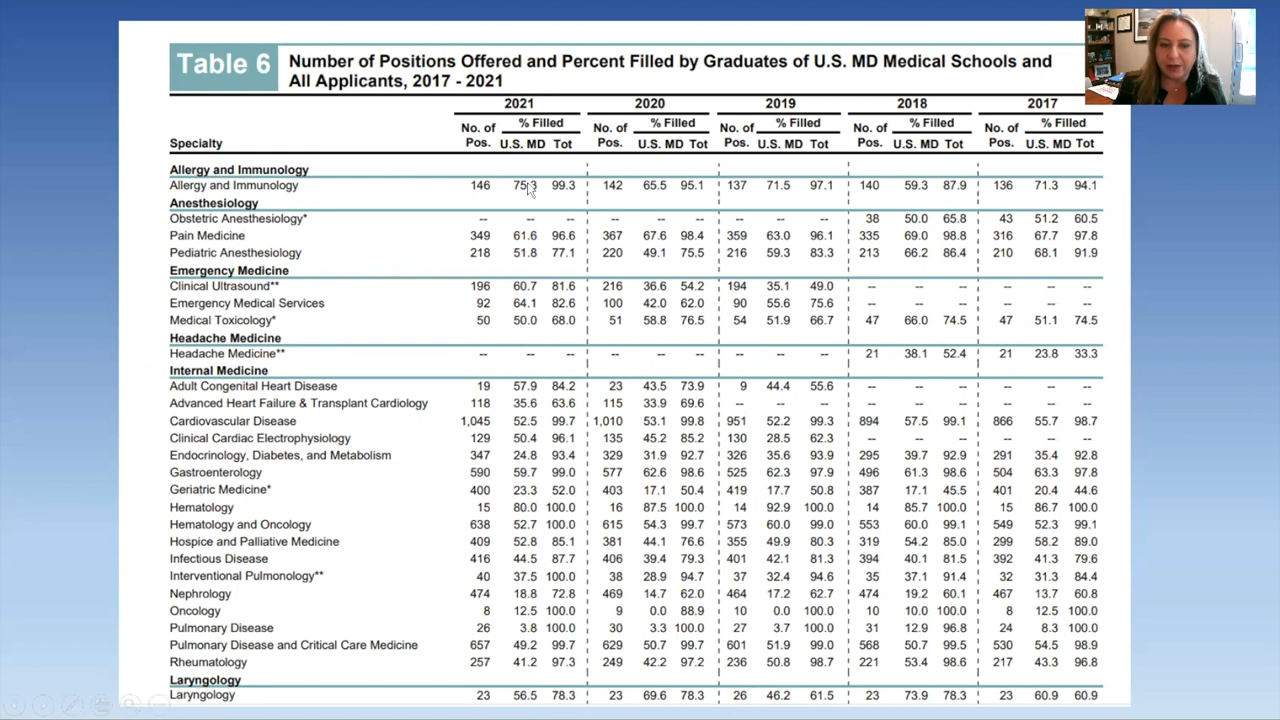 Table 6
Number of Positions Offered and Percent Filled by Graduates of U.S. MD Medical Schools and
All Applicants, 2017 - 2021
2021 2020 2019 2018 2017
No. of % Filled No. of % Filled No. of % Filled No. of % Filled No. of % Filled
Specialty Pos. U.S. MD Tot Pos. U.S. MD Tot Pos. U.S. MD Tot Pos. U.S. MD Tot Pos. U.S. MD Tot
Allergy and Immunology
Allergy and Immunology 146 75.3 99.3 142 65.5 95.1 137 71.5 97.1 140 59.3 87.9 136 71.3 94.1
Anesthesiology
Obstetric Anesthesiology* -- -- -- -- -- -- -- -- -- 38 50.0 65.8 43 51.2 60.5
Pain Medicine 349 61.6 96.6 367 67.6 98.4 359 63.0 96.1 335 69.0 98.8 316 67.7 97.8
Pediatric Anesthesiology 218 51.8 77.1 220 49.1 75.5 216 59.3 83.3 213 66.2 86.4 210 68.1 91.9
Emergency Medicine
Clinical Ultrasound** 196 60.7 81.6 216 36.6 54.2 194 35.1 49.0 -- -- -- -- -- --
Emergency Medical Services 92 64.1 82.6 100 42.0 62.0 90 55.6 75.6 -- -- -- -- -- --
Medical Toxicology* 50 50.0 68.0 51 58.8 76.5 54 51.9 66.7 47 66.0 74.5 47 51.1 74.5
Headache Medicine
Headache Medicine** -- -- -- -- -- -- -- -- -- 21 38.1 52.4 21 23.8 33.3
Internal Medicine
Adult Congenital Heart Disease 19 57.9 84.2 23 43.5 73.9 9 44.4 55.6 -- -- -- -- -- --
Advanced Heart Failure & Transplant Cardiology 118 35.6 63.6 115 33.9 69.6 -- -- -- -- -- -- -- -- --
Cardiovascular Disease 1,045 52.5 99.7 1,010 53.1 99.8 951 52.2 99.3 894 57.5 99.1 866 55.7 98.7
Clinical Cardiac Electrophysiology 129 50.4 96.1 135 45.2 85.2 130 28.5 62.3 -- -- -- -- -- --
Endocrinology, Diabetes, and Metabolism 347 24.8 93.4 329 31.9 92.7 326 35.6 93.9 295 39.7 92.9 291 35.4 92.8
Gastroenterology 590 59.7 99.0 577 62.6 98.6 525 62.3 97.9 496 61.3 98.6 504 63.3 97.8
Geriatric Medicine* 400 23.3 52.0 403 17.1 50.4 419 17.7 50.8 387 17.1 45.5 401 20.4 44.6
Hematology 15 80.0 100.0 16 87.5 100.0 14 92.9 100.0 14 85.7 100.0 15 86.7 100.0
Hematology and Oncology 638 52.7 100.0 615 54.3 99.7 573 60.0 99.0 553 60.0 99.1 549 52.3 99.1
Hospice and Palliative Medicine 409 52.8 85.1 381 44.1 76.6 355 49.9 80.3 319 54.2 85.0 299 58.2 89.0
Infectious Disease 416 44.5 87.7 406 39.4 79.3 401 42.1 81.3 394 40.1 81.5 392 41.3 79.6
Interventional Pulmonology** 40 37.5 100.0 38 28.9 94.7 37 32.4 94.6 35 37.1 91.4 32 31.3 84.4
Nephrology 474 18.8 72.8 469 14.7 62.0 464 17.2 62.7 474 19.2 60.1 467 13.7 60.8
Oncology 8 12.5 100.0 9 0.0 88.9 10 0.0 100.0 10 10.0 100.0 8 12.5 100.0
Pulmonary Disease 26 3.8 100.0 30 3.3 100.0 27 3.7 100.0 31 12.9 96.8 24 8.3 100.0
Pulmonary Disease and Critical Care Medicine 657 49.2 99.7 629 50.7 99.7 601 51.9 99.0 568 50.7 99.5 530 54.5 98.9
Rheumatology 257 41.2 97.3 249 42.2 97.2 236 50.8 98.7 221 53.4 98.6 217 43.3 96.8
Laryngology
Laryngology 23 56.5 78.3 23 69.6 78.3 26 46.2 61.5 23 73.9 78.3 23 60.9 60.9